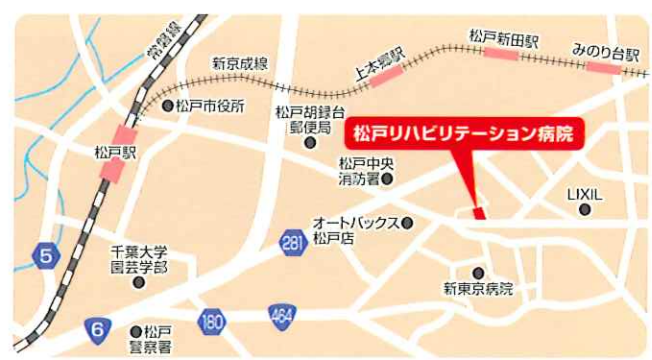 常磐線
新京成線
上本郷駅
松戸新田駅
みのり台駅
松戸市役所
松戸胡録台
郵便局
松戸リハビリテーション病院
松戸駅
松戸中央
消防署
LIXIL
オートバックス
松戸店
5
千葉大学
園芸学部
281
新東京病院
6
松戸
警察署
180
464